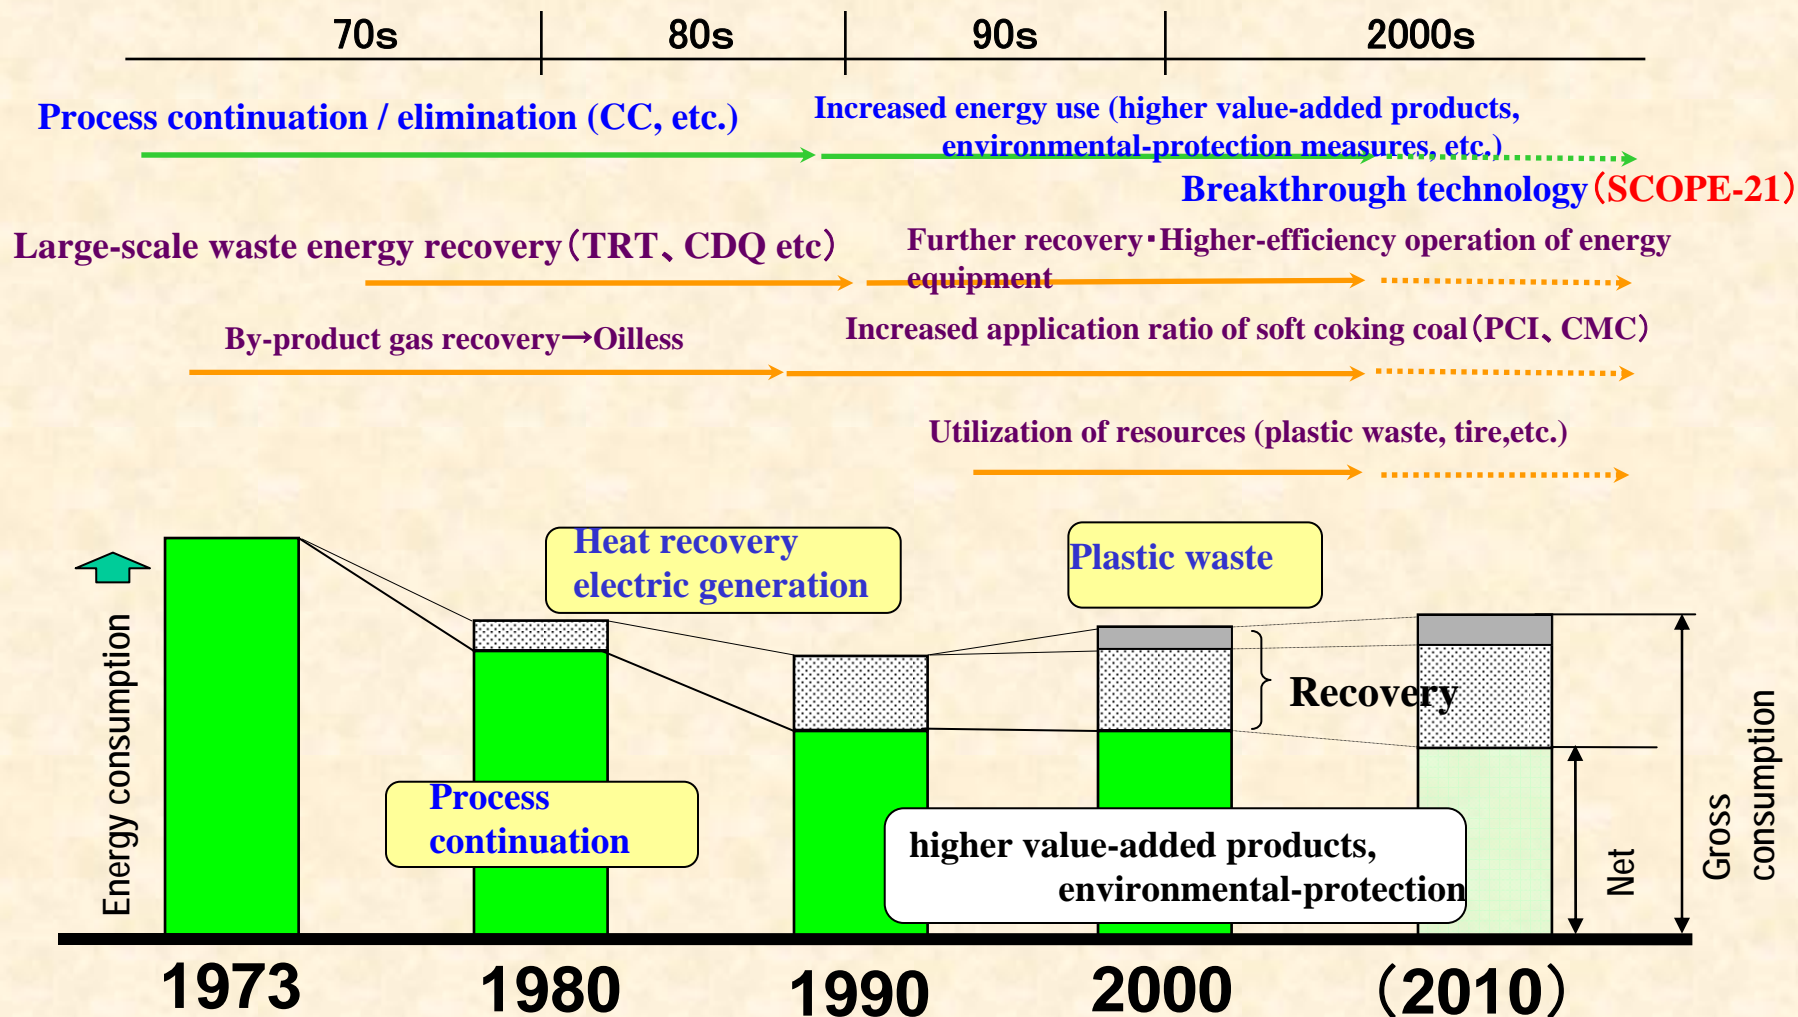 70s 80s 90s 2000s
Process continuation / elimination (CC, etc.)
Increased energy use (higher value-added products,
environmental-protection measures, etc.)
Breakthrough technology（SCOPE-21）
Large-scale waste energy recovery（TRT、CDQ etc）
Further recovery･Higher-efficiency operation of energy
equipment
By-product gas recovery→Oilless
Increased application ratio of soft coking coal（PCI、CMC）
Utilization of resources (plastic waste, tire,etc.)
Heat recovery
electric generation
Plastic waste
Energy consumption
Recovery
Process
continuation
higher value-added products,
environmental-protection
Net
Gross
consumption
1973 1980 1990 2000 （2010）